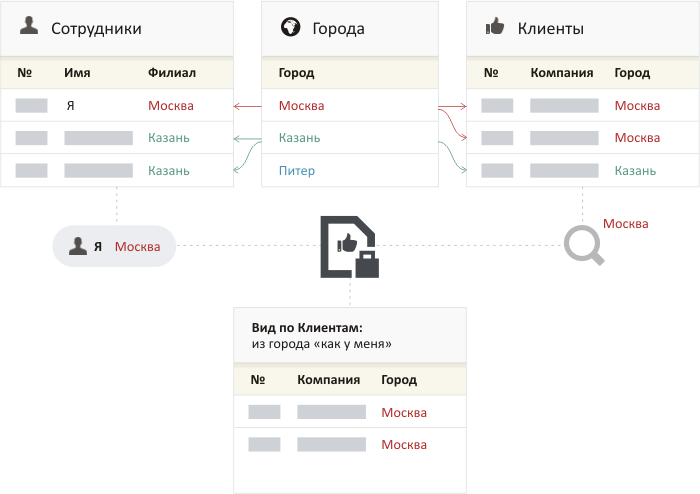 Сотрудники
№ Имя Филиал
Я Москва
Казань
Казань
Города
Город
Москва
Казань
Питер
Клиенты
№ Компания Город
Москва
Москва
Казань
Я Москва
Москва
Вид по Клиентам:
из города «как у меня»
№ Компания Город
Москва
Москва